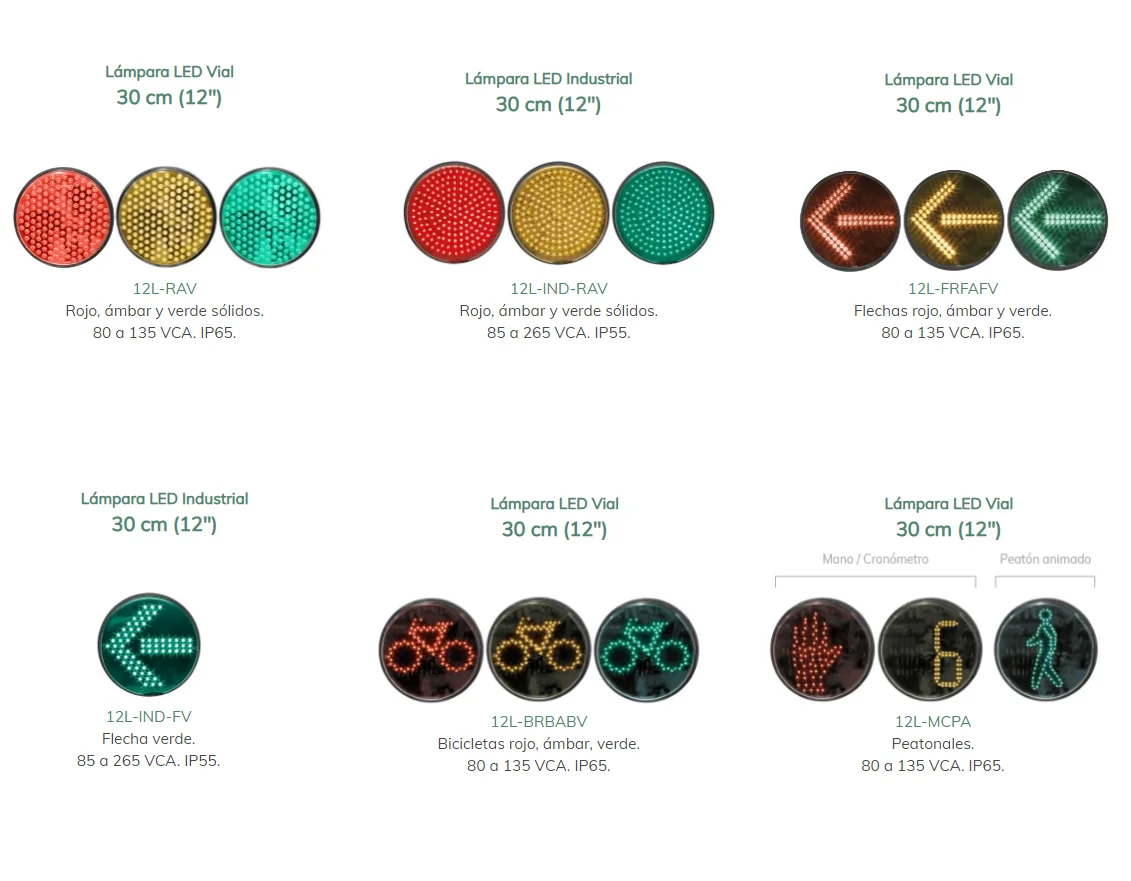 Lámpara LED Vial
30 cm (12")
12L-RAV
Rojo, ámbar y verde sólidos.
80 a 135 VCA. IP65.
Lámpara LED Industrial
30 cm (12")
12L-IND-RAV
Rojo, ámbar y verde sólidos.
85 a 265 VCA. IP55.
Lámpara LED Vial
30 cm (12")
12L-FRFAFV
Flechas rojo, ámbar y verde.
80 a 135 VCA. IP65.
Lámpara LED Industrial
30 cm (12")
12L-IND-FV
Flecha verde.
85 a 265 VCA. IP55.
Lámpara LED Vial
30 cm (12")
12L-BRBABV
Bicicletas rojo, ámbar, verde.
80 a 135 VCA. IP65.
Lámpara LED Vial
30 cm (12")
Mano / Cronómetro
Peatón animado
6
12L-MCPA
Peatonales.
80 a 135 VCA. IP65.